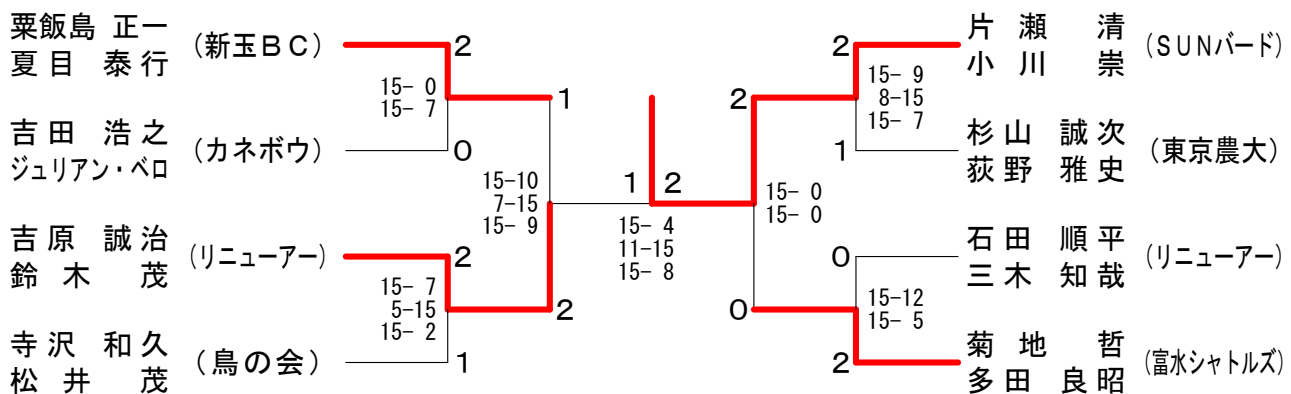 粟飯島 正一
夏目 泰行
(新玉BC)
2
15- 0
15- 7
吉田 浩之
ジュリアン・ベロ
(カネボウ)
0
1
15-10
7-15
15- 9
吉原 誠治
鈴木 茂
(リニューアー)
2
15- 7
5-15
15- 2
寺沢 和久
松井 茂
(鳥の会)
1
2
1 2
15- 4
11-15
15- 8
片瀬 清
小川 崇
(SUNバード)
2
15- 9
8-15
15- 7
杉山 誠次
荻野 雅史
(東京農大)
1
2
15- 0
15- 0
石田 順平
三木 知哉
(リニューアー)
0
15-12
15- 5
菊地 哲
多田 良昭
(富水シャトルズ)
2
0